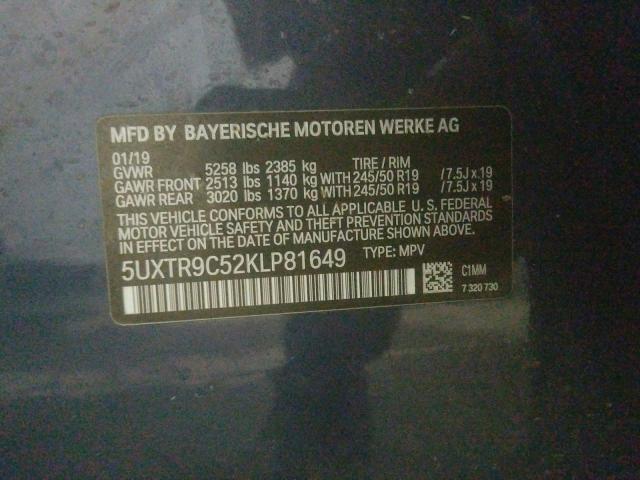 MFD BY BAYERISCHE MOTOREN WERKE AG
01/19
GVWR 5258 lbs 2385 kg TIRE / RIM
GAWR FRONT 2513 lbs 1140 kg WITH 245/50 R19 /7.5J x 19
GAWR REAR 3020 lbs 1370 kg WITH 245/50 R19 /7.5J x 19
THIS VEHICLE CONFORMS TO ALL APPLICABLE U. S. FEDERAL
MOTOR VEHICLE SAFETY AND THEFT PREVENTION STANDARDS
IN EFFECT ON THE DATE OF MANUFACTURE SHOWN ABOVE.
5UXTR9C52KLP81649 TYPE: MPV
C1MM
7 320 730